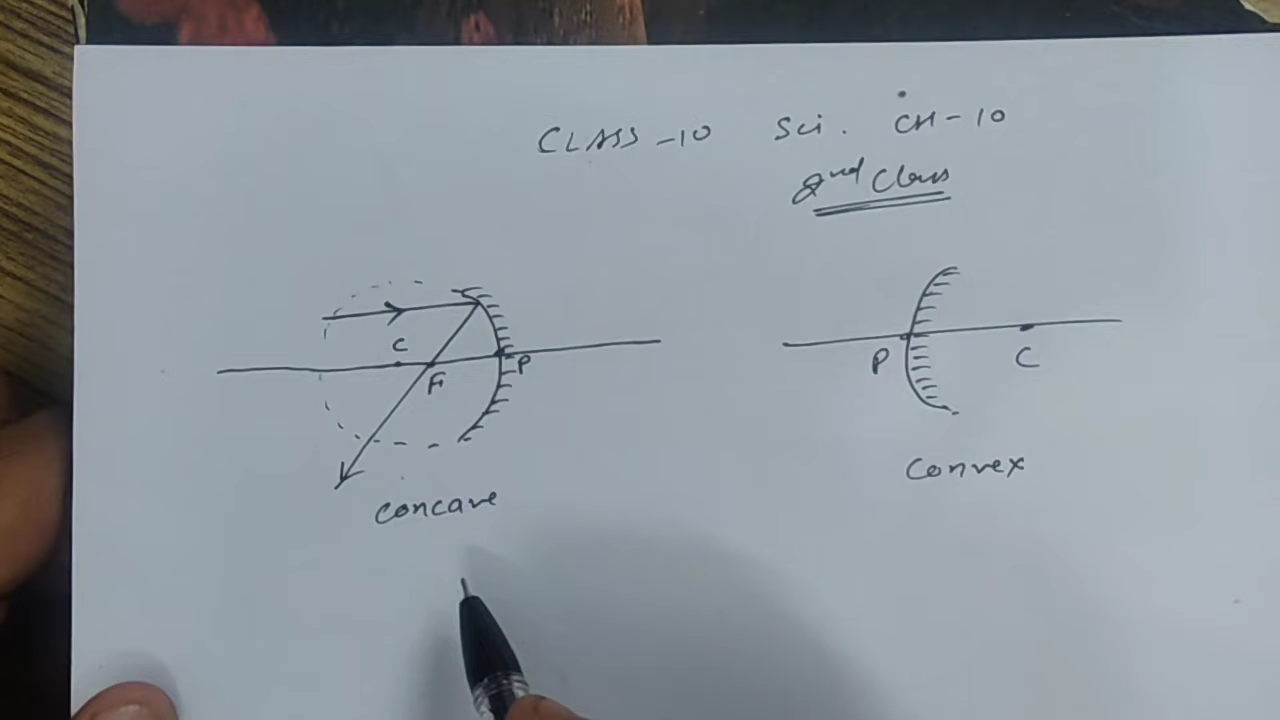 CLASS-10 Sci. CH-10
2nd Class
C
F
P
P
C
Concave
Convex